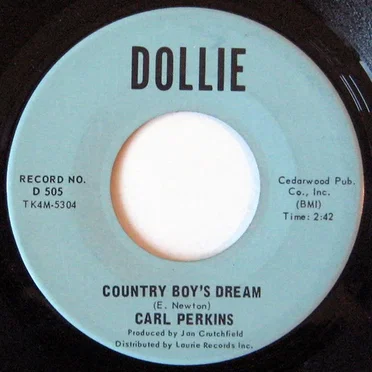 DOLLIE
RECORD NO.
D 505
TK4M-5304
Cedarwood Pub.
Co., Inc.
(BMI)
Time: 2:42
COUNTRY BOY'S DREAM
(E. Newton)
CARL PERKINS
Produced by Jan Crutchfield
Distributed by Laurie Records Inc.